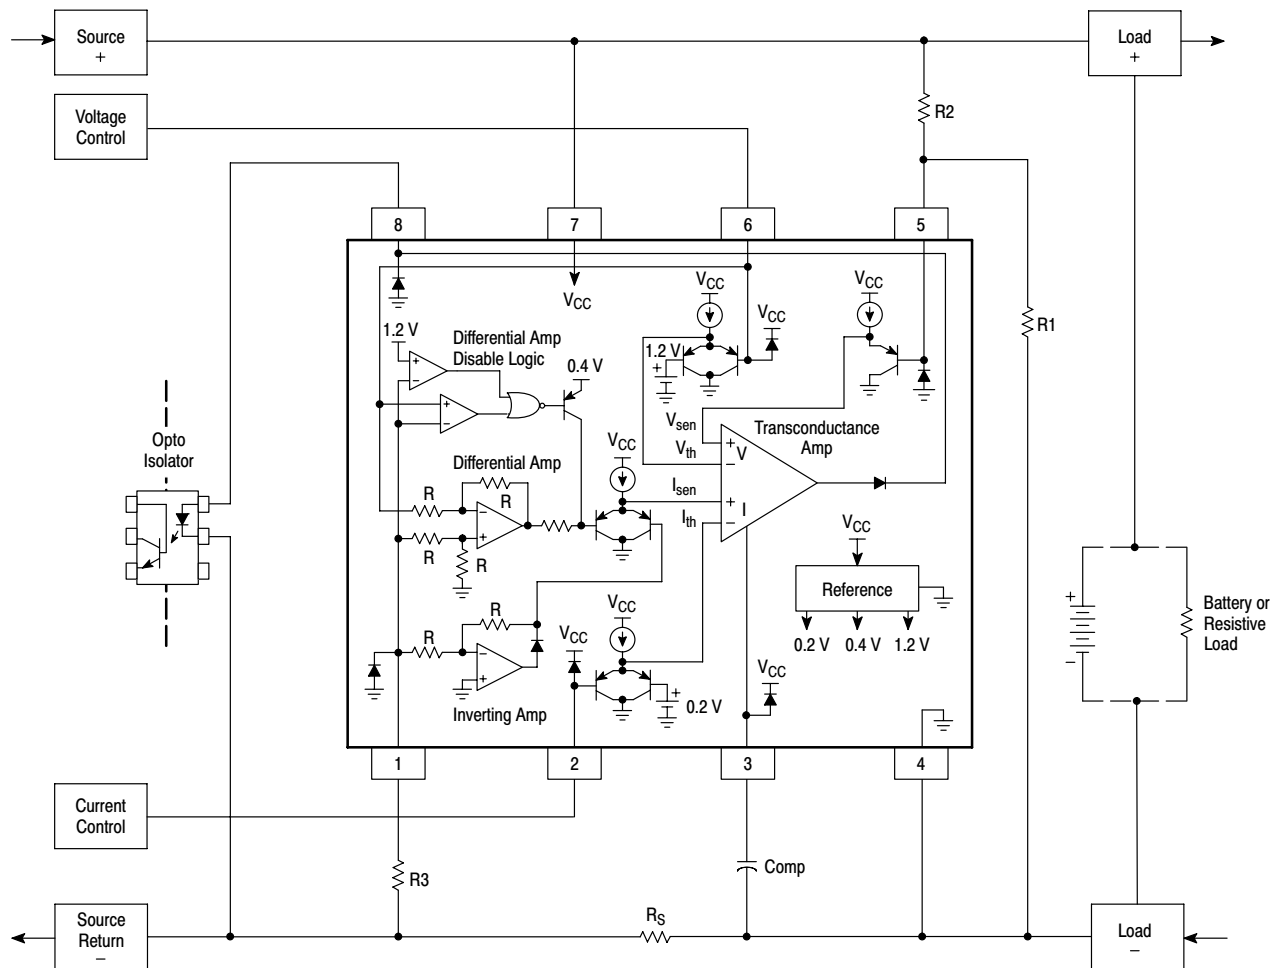 Source
+
Load
+
Voltage
Control
R2
8
7
6
5
VCC
VCC
VCC
VCC
R1
1.2 V
Differential Amp
Disable Logic
0.4 V
1.2 V
+
+
−
+
−
Vsen
Vth
+
−
V
Transconductance
Amp
Opto
Isolator
Differential Amp
VCC
Isen
Ith
+
−
I
R
R
−
+
R
R
VCC
Reference
0.2 V
0.4 V
1.2 V
+
−
Battery or
Resistive
Load
R
R
−
+
Inverting Amp
VCC
VCC
+
0.2 V
VCC
1
2
3
4
Current
Control
R3
Comp
Source
Return
−
RS
Load
−